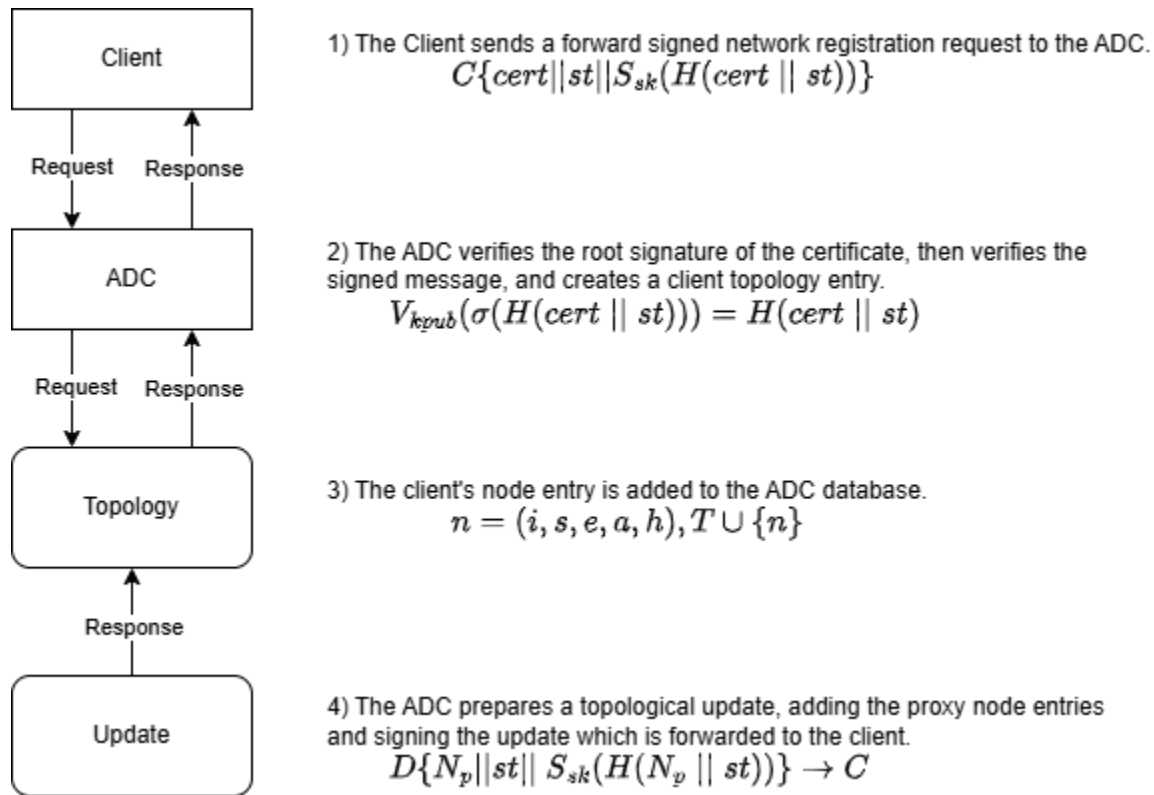 Client
1) The Client sends a forward signed network registration request to the ADC.
C{cert||st||S_sk(H(cert || st))}
Request
Response
ADC
2) The ADC verifies the root signature of the certificate, then verifies the
signed message, and creates a client topology entry.
V_kpub(σ(H(cert || st))) = H(cert || st)
Request
Response
Topology
3) The client's node entry is added to the ADC database.
n = (i, s, e, a, h), T ∪ {n}
Response
Update
4) The ADC prepares a topological update, adding the proxy node entries
and signing the update which is forwarded to the client.
D{N_p||st|| S_sk(H(N_p || st))} → C